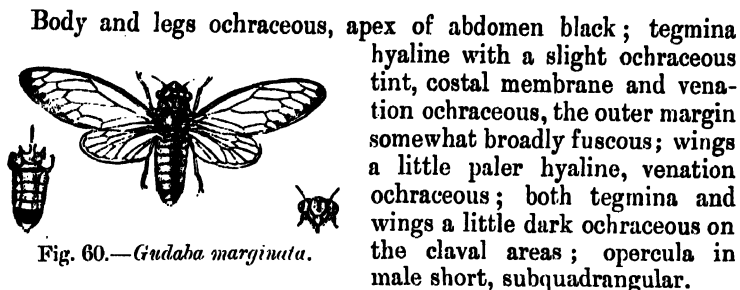 Body and legs ochraceous, apex of abdomen black; tegmina
hyaline with a slight ochraceous
tint, costal membrane and vena-
tion ochraceous, the outer margin
somewhat broadly fuscous; wings
a little paler hyaline, venation
ochraceous; both tegmina and
wings a little dark ochraceous on
the claval areas; opercula in
male short, subquadrangular.
Fig. 60.—Gudaba marginata.